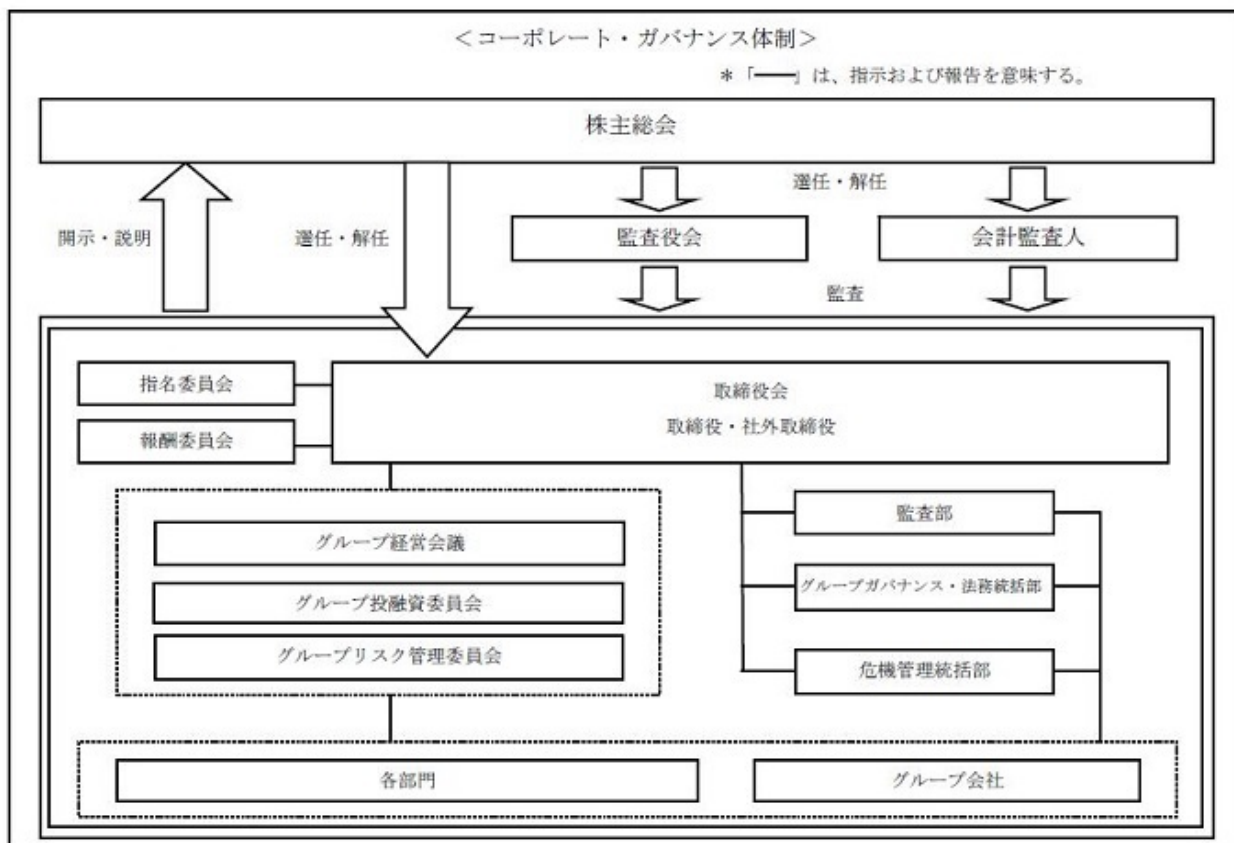 ＜コーポレート・ガバナンス体制＞
＊「━━」は、指示および報告を意味する。
株主総会
開示・説明
選任・解任
選任・解任
監査役会
会計監査人
監査
指名委員会
報酬委員会
取締役会
取締役・社外取締役
グループ経営会議
グループ投融資委員会
グループリスク管理委員会
監査部
グループガバナンス・法務統括部
危機管理統括部
各部門
グループ会社